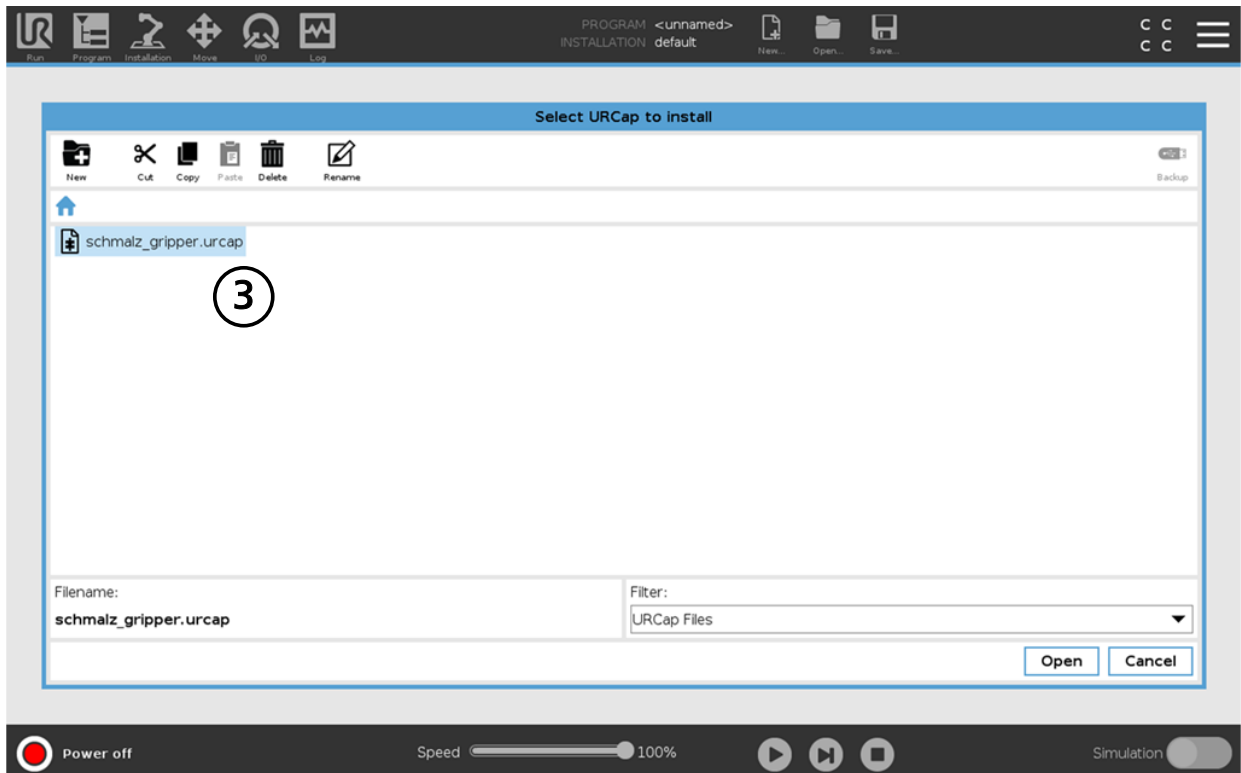 PROGRAM <unnamed>
INSTALLATION default
C C
C C
UR
Run
Program
Installation
Move
I/O
Log
New...
Open...
Save...
Select URCap to install
New
Cut
Copy
Paste
Delete
Rename
Backup
schmalz_gripper.urcap
3
Filename:
schmalz_gripper.urcap
Filter:
URCap Files
Open
Cancel
Power off
Speed
100%
Simulation